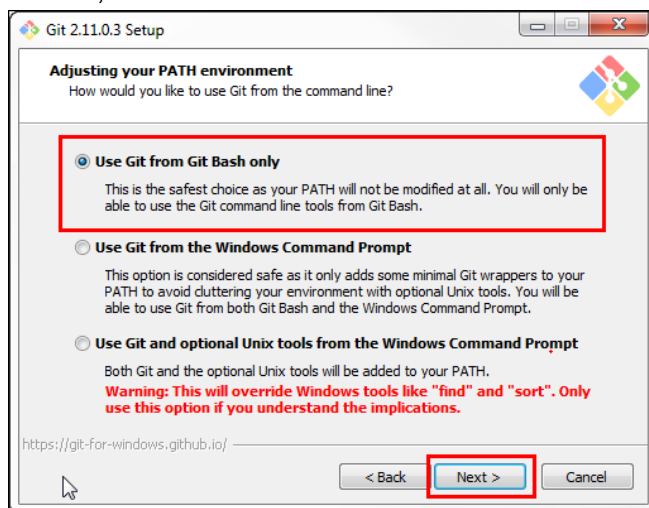 Git 2.11.0.3 Setup
Adjusting your PATH environment
How would you like to use Git from the command line?
Use Git from Git Bash only
This is the safest choice as your PATH will not be modified at all. You will only be
able to use the Git command line tools from Git Bash.
Use Git from the Windows Command Prompt
This option is considered safe as it only adds some minimal Git wrappers to your
PATH to avoid cluttering your environment with optional Unix tools. You will be
able to use Git from both Git Bash and the Windows Command Prompt.
Use Git and optional Unix tools from the Windows Command Prompt
Both Git and the optional Unix tools will be added to your PATH.
Warning: This will override Windows tools like "find" and "sort". Only
use this option if you understand the implications.
https://git-for-windows.github.io/
< Back Next > Cancel